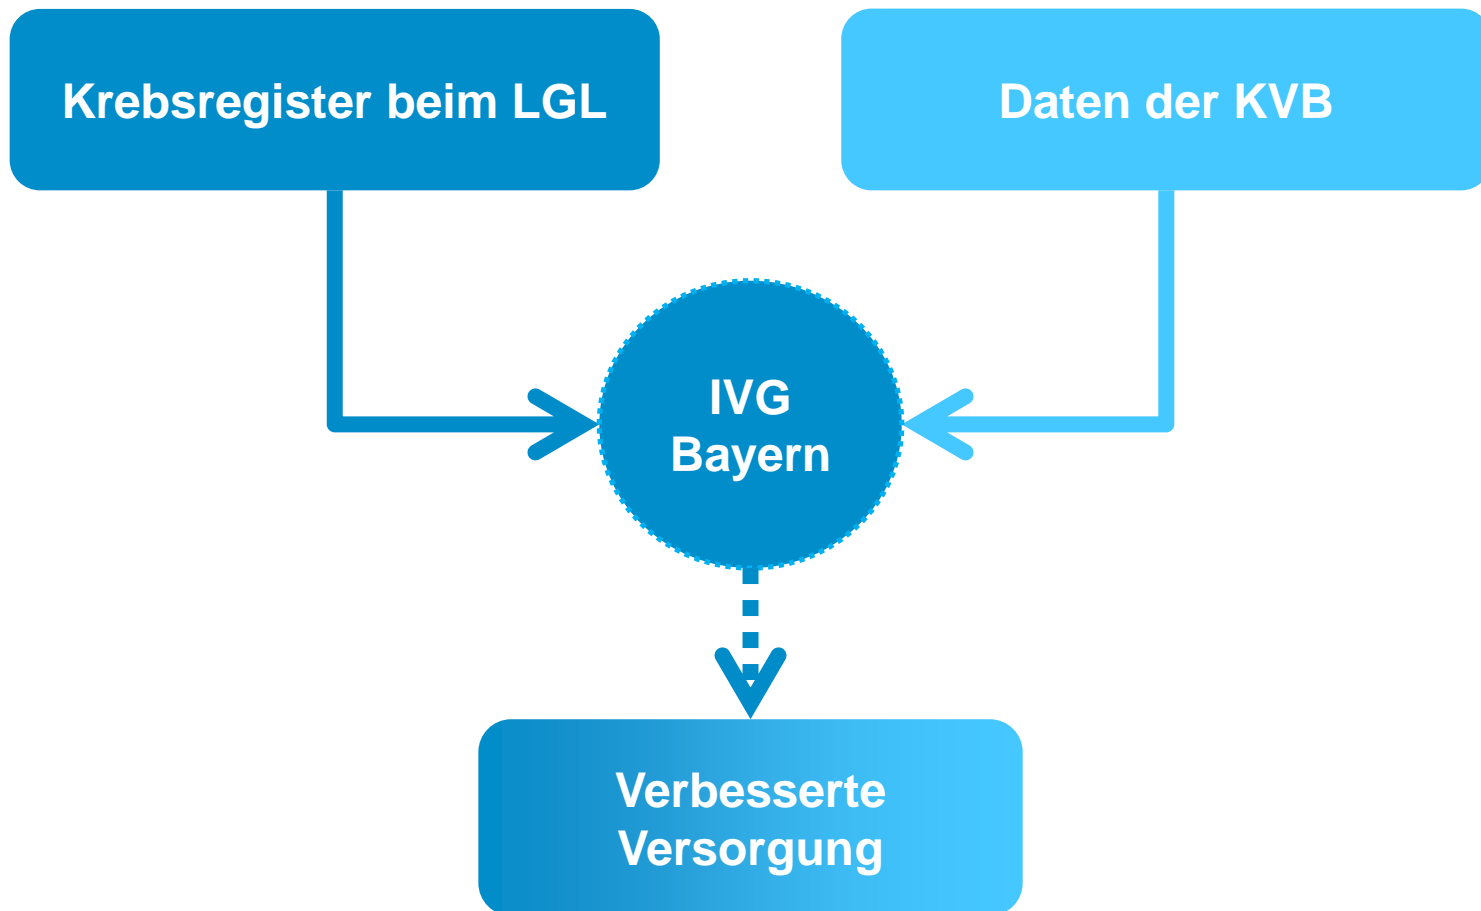 Krebsregister beim LGL
Daten der KVB
IVG
Bayern
Verbesserte
Versorgung